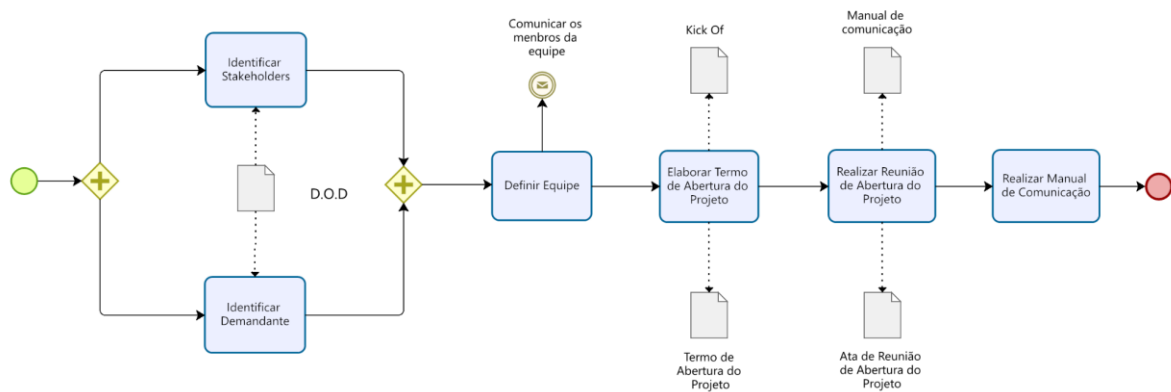 Identificar
Stakeholders
D.O.D
Identificar
Demandante
Comunicar os
menbros da
equipe
Definir Equipe
Kick Of
Elaborar Termo
de Abertura do
Projeto
Termo de
Abertura do
Projeto
Manual de
comunicação
Realizar Reunião
de Abertura do
Projeto
Ata de Reunião
de Abertura do
Projeto
Realizar Manual
de Comunicação